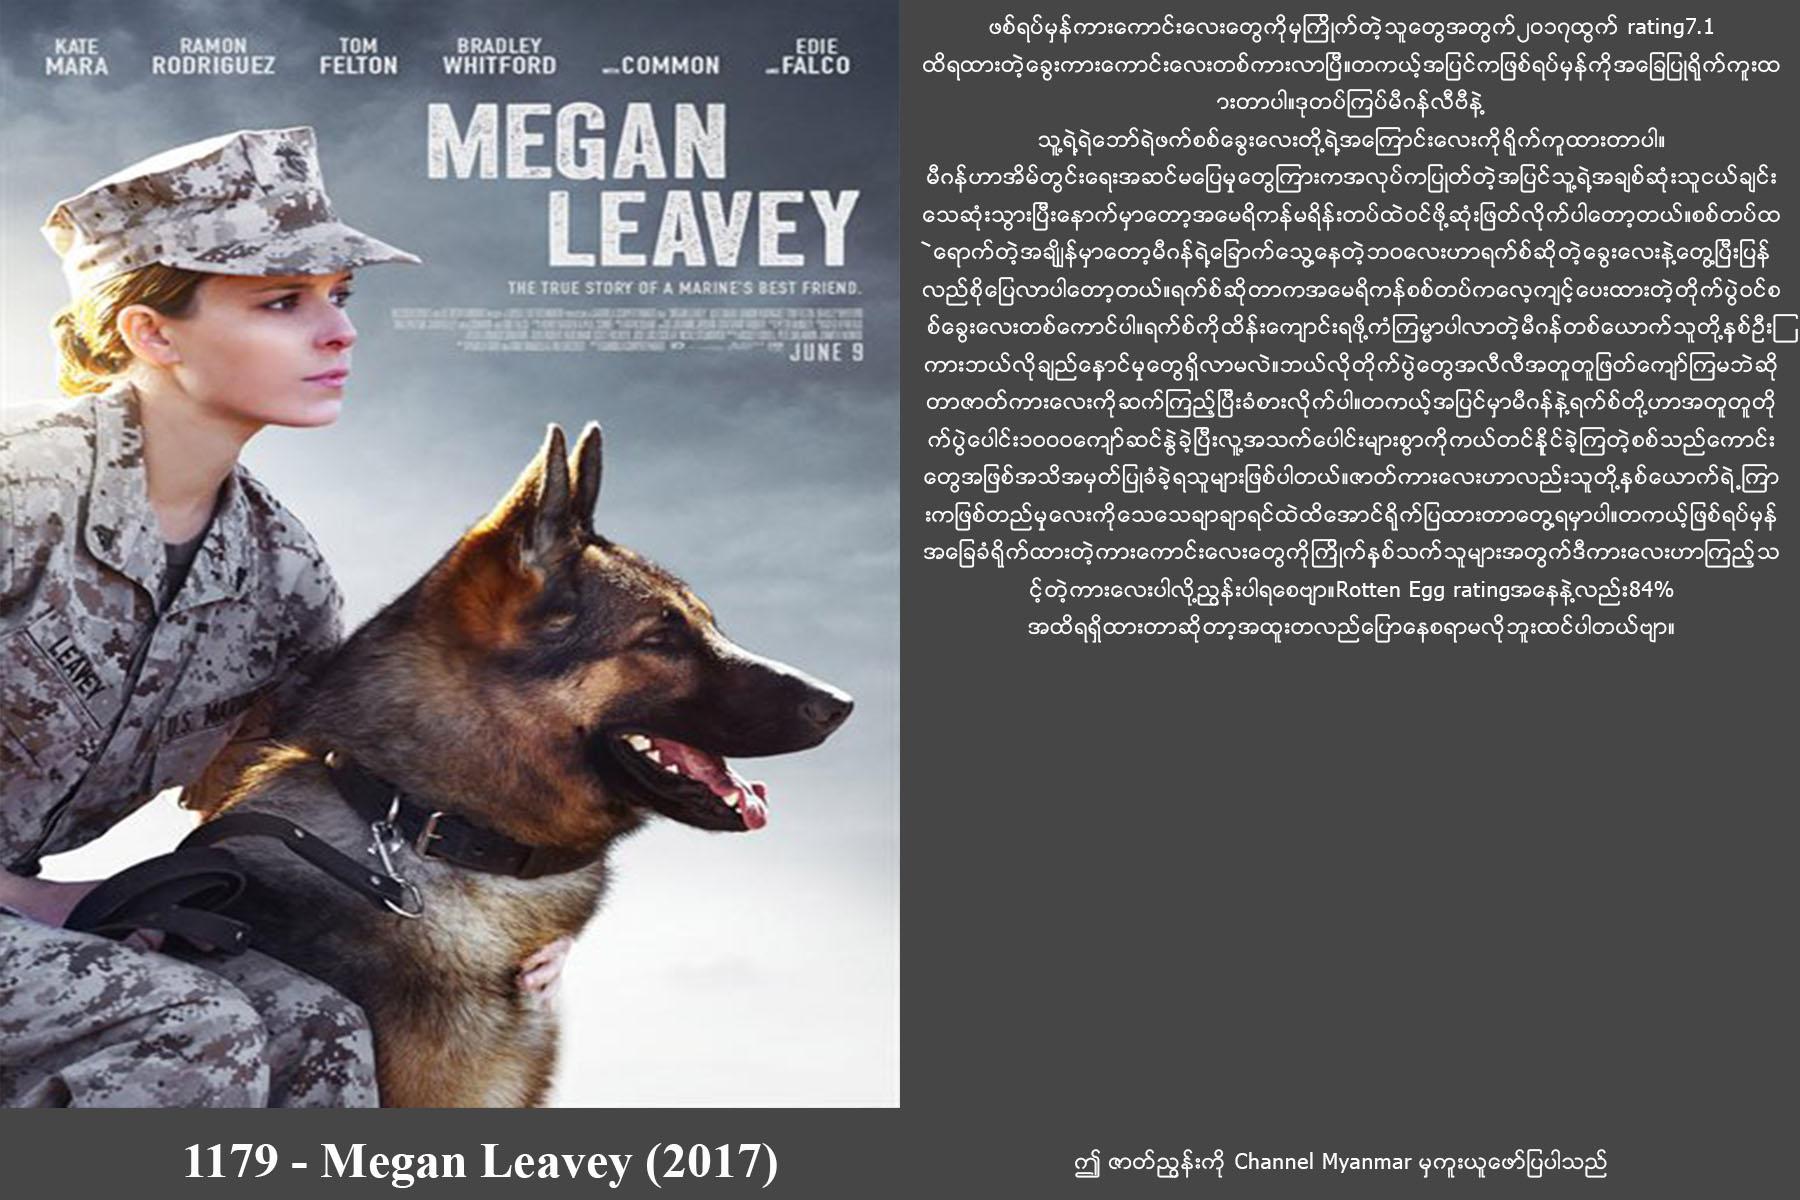 KATE MARA
RAMON RODRIGUEZ
TOM FELTON
BRADLEY WHITFORD
WITH COMMON
AND EDIE FALCO
MEGAN
LEAVEY
THE TRUE STORY OF A MARINE'S BEST FRIEND.
JUNE 9
LEAVEY
U.S. MAR
1179 - Megan Leavey (2017)
ဖစ်ရပ်မှန်ကားကောင်းလေးတွေကိုမှကြိုက်တဲ့သူတွေအတွက်၂၀၁၇ထွက် rating7.1
ထိရထားတဲ့ခွေးကားကောင်းလေးတစ်ကားလာပြီ။တကယ့်အပြင်ကဖြစ်ရပ်မှန်ကိုအခြေပြုရိုက်ကူးထ
ားတာပါ။ဒုတပ်ကြပ်မီဂန်လီဗီနဲ့
သူ့ရဲ့ရဲဘော်ရဲဖက်စစ်ခွေးလေးတို့ရဲ့အကြောင်းလေးကိုရိုက်ကူထားတာပါ။
မီဂန်ဟာအိမ်တွင်းရေးအဆင်မပြေမှုတွေကြားကအလုပ်ကပြုတ်တဲ့အပြင်သူ့ရဲ့အချစ်ဆုံးသူငယ်ချင်း
သေဆုံးသွားပြီးနောက်မှာတော့အမေရိကန်မရိန်းတပ်ထဲဝင်ဖို့ဆုံးဖြတ်လိုက်ပါတော့တယ်။စစ်တပ်ထ
ဲရောက်တဲ့အချိန်မှာတော့မီဂန်ရဲ့ခြောက်သွေ့နေတဲ့ဘဝလေးဟာရက်စ်ဆိုတဲ့ခွေးလေးနဲ့တွေ့ပြီးပြန်
လည်စိုပြေလာပါတော့တယ်။ရက်စ်ဆိုတာကအမေရိကန်စစ်တပ်ကလေ့ကျင့်ပေးထားတဲ့တိုက်ပွဲဝင်စ
စ်ခွေးလေးတစ်ကောင်ပါ။ရက်စ်ကိုထိန်းကျောင်းရဖို့ကံကြမ္မာပါလာတဲ့မီဂန်တစ်ယောက်သူတို့နှစ်ဦးကြ
ကားဘယ်လိုချည်နှောင်မှုတွေရှိလာမလဲ။ဘယ်လိုတိုက်ပွဲတွေအလီလီအတူတူဖြတ်ကျော်ကြမဘဲဆို
တာဇာတ်ကားလေးကိုဆက်ကြည့်ပြီးခံစားလိုက်ပါ။တကယ့်အပြင်မှာမီဂန်နဲ့ရက်စ်တို့ဟာအတူတူတို
က်ပွဲပေါင်း၁၀၀၀ကျော်ဆင်နွှဲခဲ့ပြီးလူ့အသက်ပေါင်းများစွာကိုကယ်တင်နိုင်ခဲ့ကြတဲ့စစ်သည်ကောင်း
တွေအဖြစ်အသိအမှတ်ပြုခံခဲ့ရသူများဖြစ်ပါတယ်။ဇာတ်ကားလေးဟာလည်းသူတို့နှစ်ယောက်ရဲ့ကြာ
းကဖြစ်တည်မှုလေးကိုသေသေချာချာရင်ထဲထိအောင်ရိုက်ပြထားတာတွေ့ရမှာပါ။တကယ့်ဖြစ်ရပ်မှန်
အခြေခံရိုက်ထားတဲ့ကားကောင်းလေးတွေကိုကြိုက်နှစ်သက်သူများအတွက်ဒီကားလေးဟာကြည့်သ
င့်တဲ့ကားလေးပါလို့ညွှန်းပါရစေဗျာ။Rotten Egg ratingအနေနဲ့လည်း84%
အထိရရှိထားတာဆိုတာ့အထူးတလည်ပြောနေစရာမလိုဘူးထင်ပါတယ်ဗျာ။
ဤ ဇာတ်ညွှန်းကို Channel Myanmar မှကူးယူဖော်ပြပါသည်